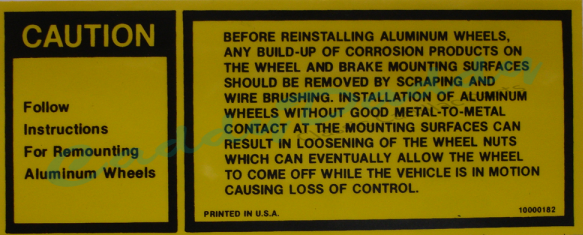 CAUTION
Follow
Instructions
For Remounting
Aluminum Wheels
BEFORE REINSTALLING ALUMINUM WHEELS,
ANY BUILD-UP OF CORROSION PRODUCTS ON
THE WHEEL AND BRAKE MOUNTING SURFACES
SHOULD BE REMOVED BY SCRAPING AND
WIRE BRUSHING. INSTALLATION OF ALUMINUM
WHEELS WITHOUT GOOD METAL-TO-METAL
CONTACT AT THE MOUNTING SURFACES CAN
RESULT IN LOOSENING OF THE WHEEL NUTS
WHICH CAN EVENTUALLY ALLOW THE WHEEL
TO COME OFF WHILE THE VEHICLE IS IN MOTION
CAUSING LOSS OF CONTROL.
PRINTED IN U.S.A.
10000182